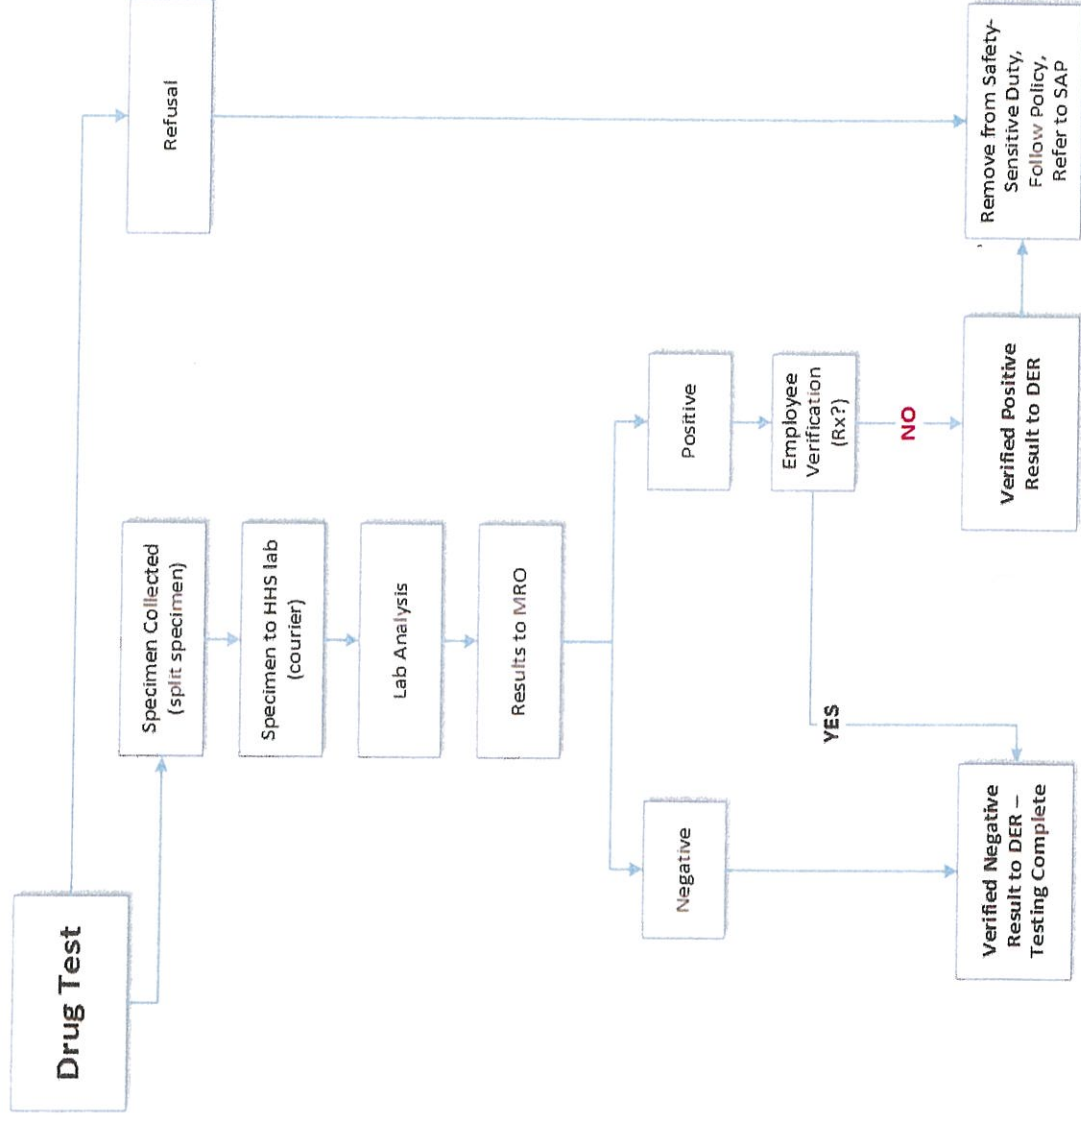 Drug Test
Refusal
Specimen Collected
(split specimen)
Specimen to HHS lab
(courier)
Lab Analysis
Results to MRO
Negative
Positive
Employee
Verification
(Rx?)
YES
NO
Verified Negative
Result to DER –
Testing Complete
Verified Positive
Result to DER
Remove from Safety-
Sensitive Duty,
Follow Policy,
Refer to SAP